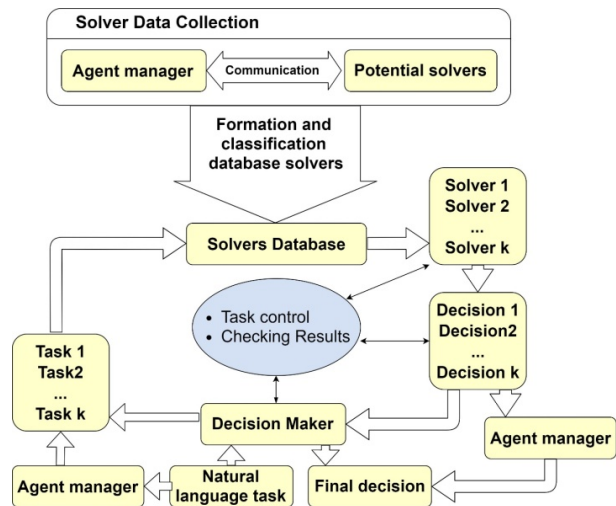 Solver Data Collection
Agent manager
Communication
Potential solvers
Formation and
classification
database solvers
Solver 1
Solver 2
...
Solver k
Solvers Database
• Task control
• Checking Results
Decision 1
Decision2
...
Decision k
Task 1
Task2
...
Task k
Decision Maker
Agent manager
Agent manager
Natural
language task
Final decision